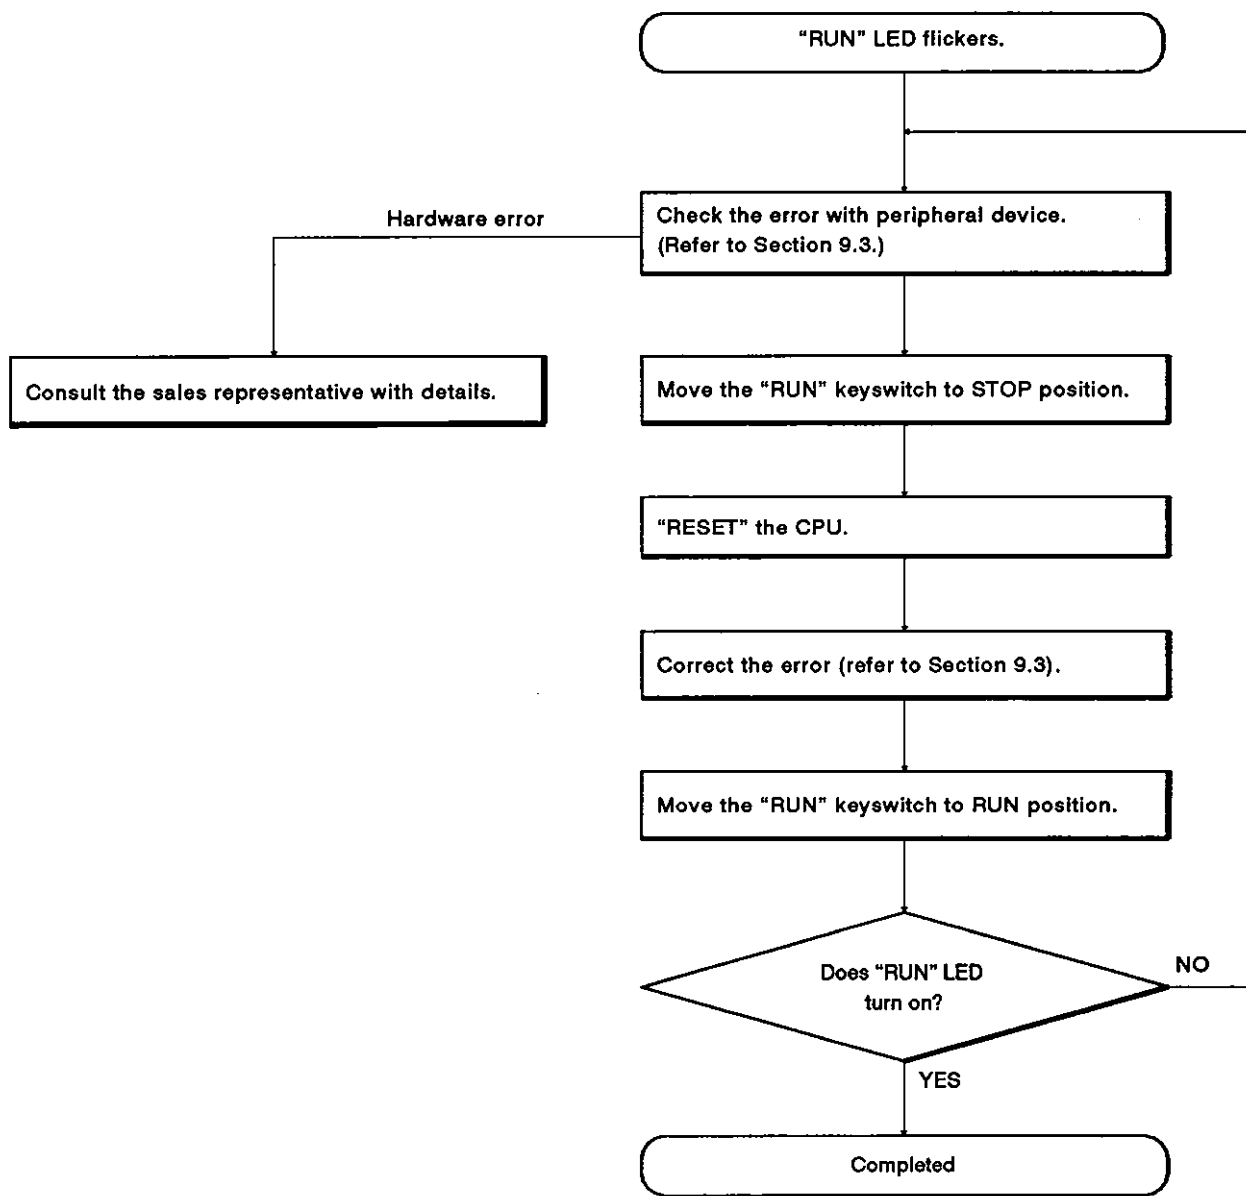 “RUN” LED flickers.
Hardware error
Check the error with peripheral device.
(Refer to Section 9.3.)
Consult the sales representative with details.
Move the “RUN” keyswitch to STOP position.
“RESET” the CPU.
Correct the error (refer to Section 9.3).
Move the “RUN” keyswitch to RUN position.
Does “RUN” LED
turn on?
NO
YES
Completed